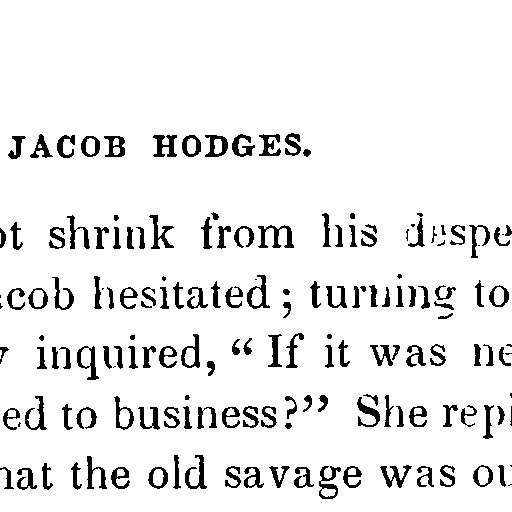 JACOB HODGES.
ot shrink from his despe
acob hesitated; turning to
y inquired, “If it was ne
ed to business?” She repl
hat the old savage was ou